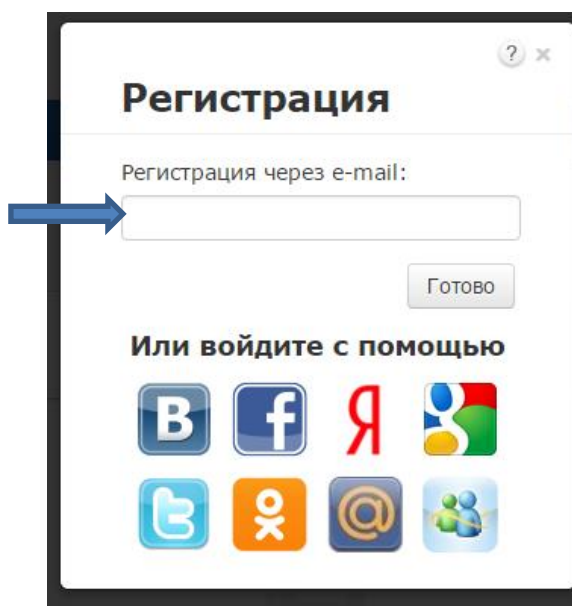 ?
Регистрация
Регистрация через e-mail:
Готово
Или войдите с помощью
В f Я g
t @